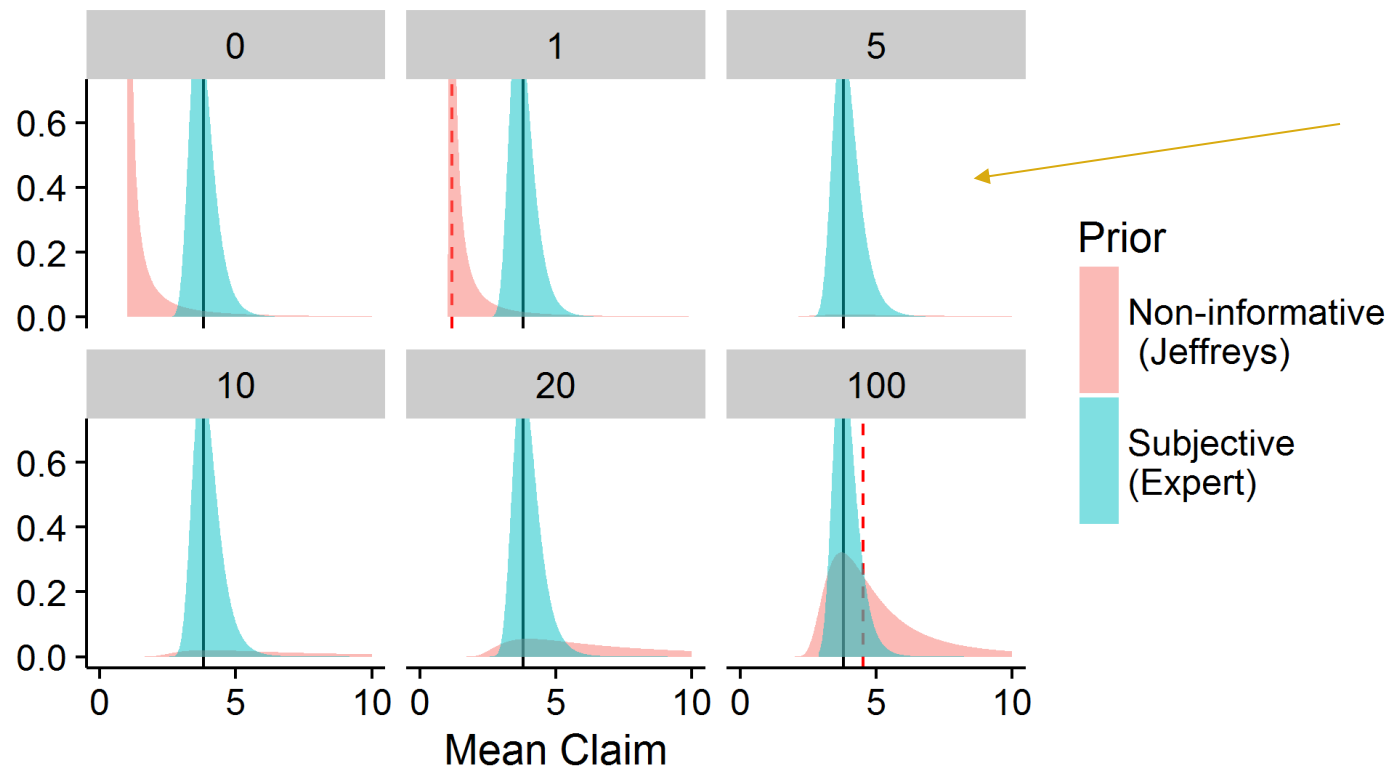 0 1 5
0.6
0.4
0.2
0.0
10 20 100
0.6
0.4
0.2
0.0
0 5 10 0 5 10 0 5 10
Mean Claim
Prior
Non-informative
(Jeffreys)
Subjective
(Expert)